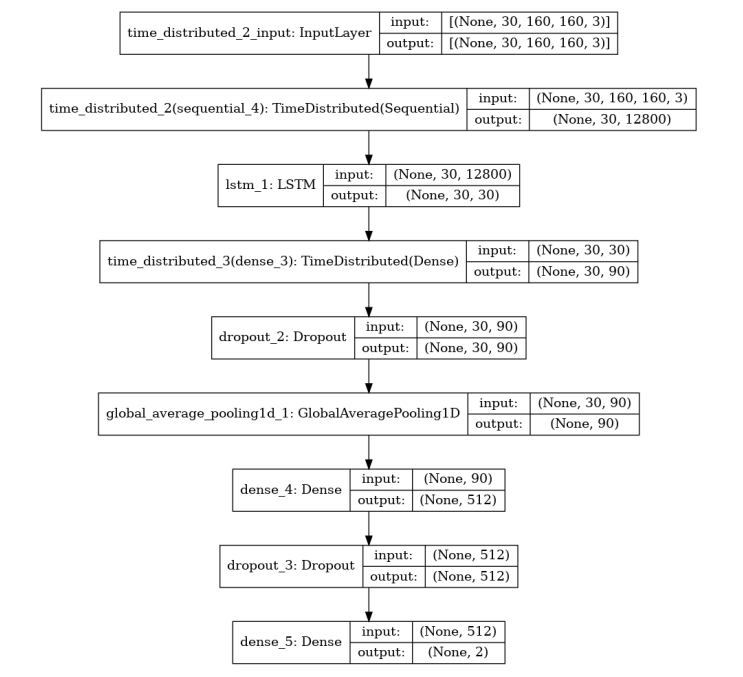 time_distributed_2_input: InputLayer
input: [(None, 30, 160, 160, 3)]
output: [(None, 30, 160, 160, 3)]
time_distributed_2(sequential_4): TimeDistributed(Sequential)
input: (None, 30, 160, 160, 3)
output: (None, 30, 12800)
lstm_1: LSTM
input: (None, 30, 12800)
output: (None, 30, 30)
time_distributed_3(dense_3): TimeDistributed(Dense)
input: (None, 30, 30)
output: (None, 30, 90)
dropout_2: Dropout
input: (None, 30, 90)
output: (None, 30, 90)
global_average_pooling1d_1: GlobalAveragePooling1D
input: (None, 30, 90)
output: (None, 90)
dense_4: Dense
input: (None, 90)
output: (None, 512)
dropout_3: Dropout
input: (None, 512)
output: (None, 512)
dense_5: Dense
input: (None, 512)
output: (None, 2)